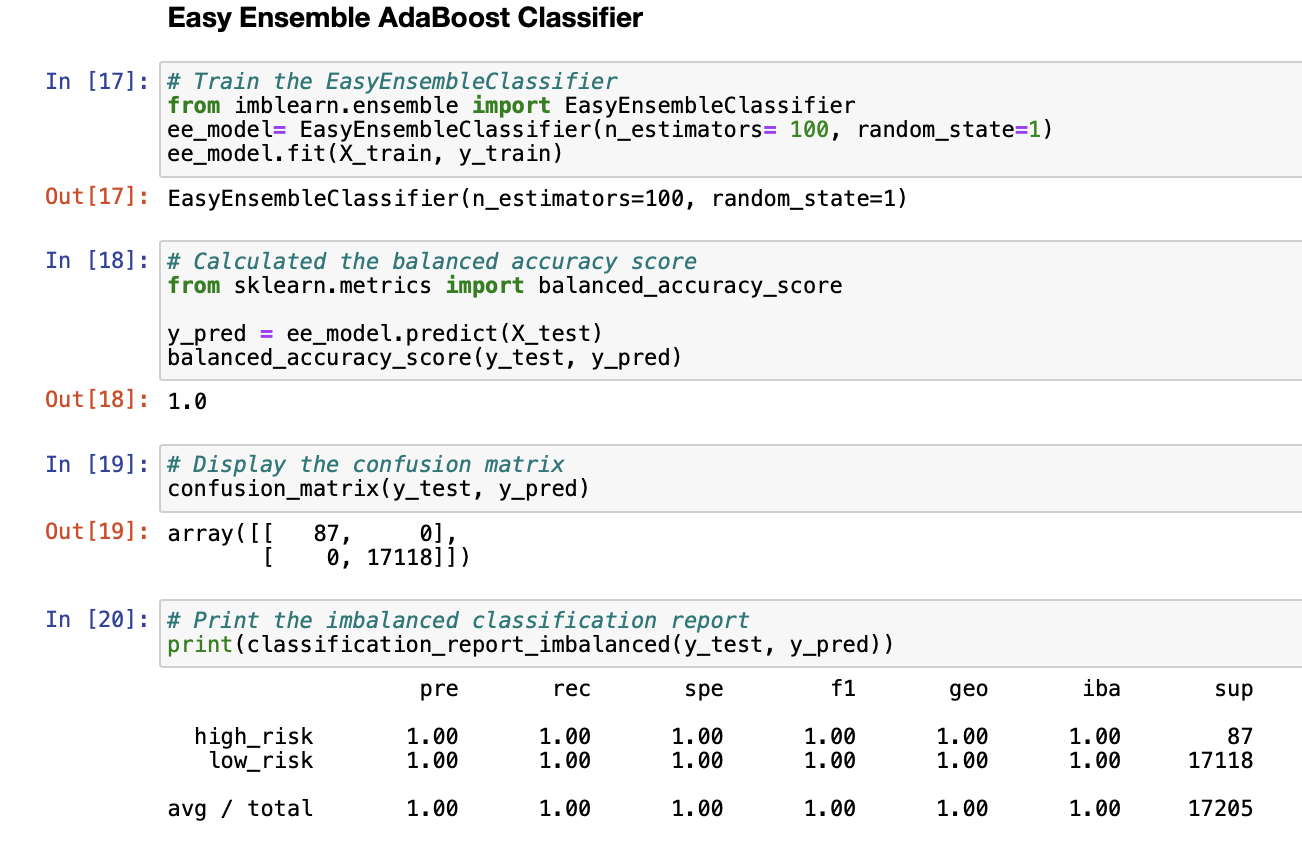 Easy Ensemble AdaBoost Classifier
In [17]: # Train the EasyEnsembleClassifier
from imblearn.ensemble import EasyEnsembleClassifier
ee_model= EasyEnsembleClassifier(n_estimators= 100, random_state=1)
ee_model.fit(X_train, y_train)
Out[17]: EasyEnsembleClassifier(n_estimators=100, random_state=1)
In [18]: # Calculated the balanced accuracy score
from sklearn.metrics import balanced_accuracy_score
y_pred = ee_model.predict(X_test)
balanced_accuracy_score(y_test, y_pred)
Out[18]: 1.0
In [19]: # Display the confusion matrix
confusion_matrix(y_test, y_pred)
Out[19]: array([[   87,     0],
       [    0, 17118]])
In [20]: # Print the imbalanced classification report
print(classification_report_imbalanced(y_test, y_pred))
pre rec spe f1 geo iba sup
high_risk 1.00 1.00 1.00 1.00 1.00 1.00 87
low_risk 1.00 1.00 1.00 1.00 1.00 1.00 17118
avg / total 1.00 1.00 1.00 1.00 1.00 1.00 17205